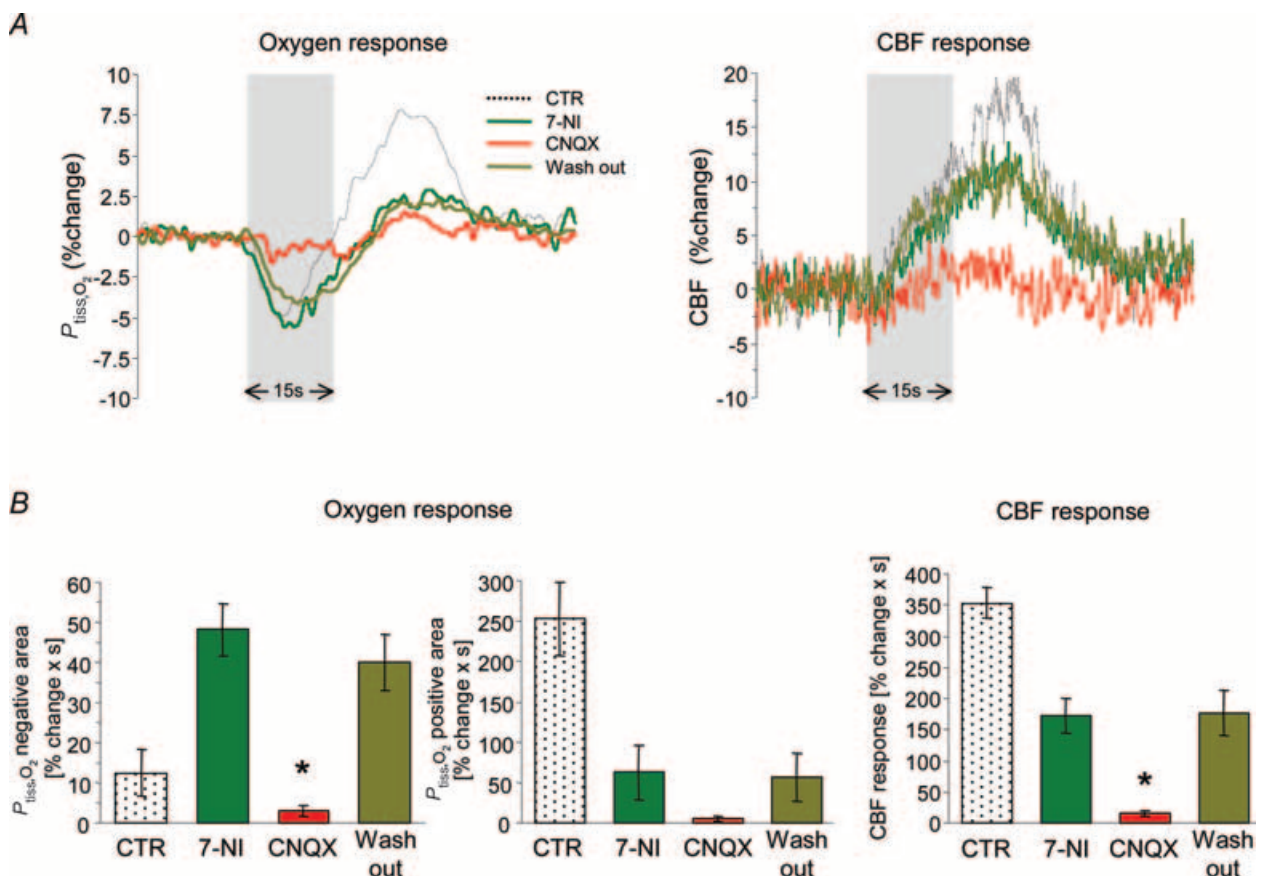 A
Oxygen response
CBF response
10
7.5
5
2.5
0
-2.5
-5
-7.5
-10
Ptiss,O2 (%change)
CTR
7-NI
CNQX
Wash out
15s
20
15
10
5
0
-5
-10
CBF (%change)
15s
B
Oxygen response
CBF response
60
50
40
30
20
10
0
Ptiss,O2 negative area
[% change x s]
*
CTR
7-NI
CNQX
Wash
out
300
250
200
150
100
50
0
Ptiss,O2 positive area
[% change x s]
CTR
7-NI
CNQX
Wash
out
400
350
300
250
200
150
100
50
0
CBF response [% change x s]
*
CTR
7-NI
CNQX
Wash
out